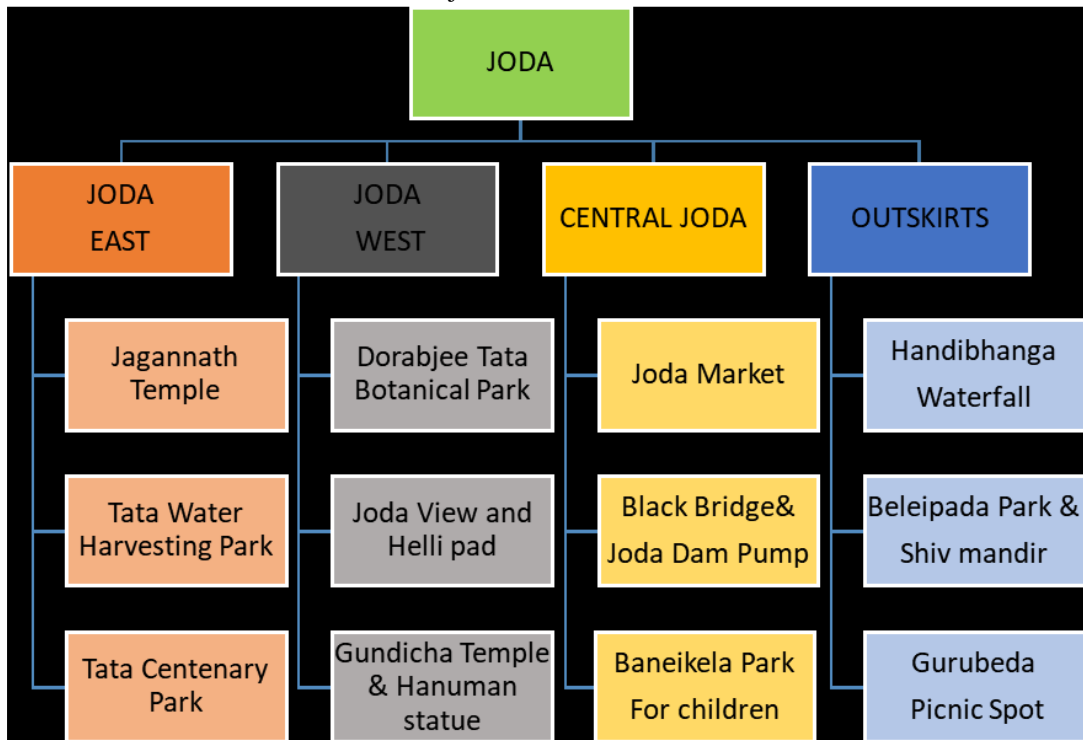 JODA
JODA
EAST
JODA
WEST
CENTRAL JODA
OUTSKIRTS
Jagannath
Temple
Dorabjee Tata
Botanical Park
Joda Market
Handibhanga
Waterfall
Tata Water
Harvesting Park
Joda View and
Helli pad
Black Bridge&
Joda Dam Pump
Beleipada Park &
Shiv mandir
Tata Centenary
Park
Gundicha Temple
& Hanuman
statue
Baneikela Park
For children
Gurubeda
Picnic Spot